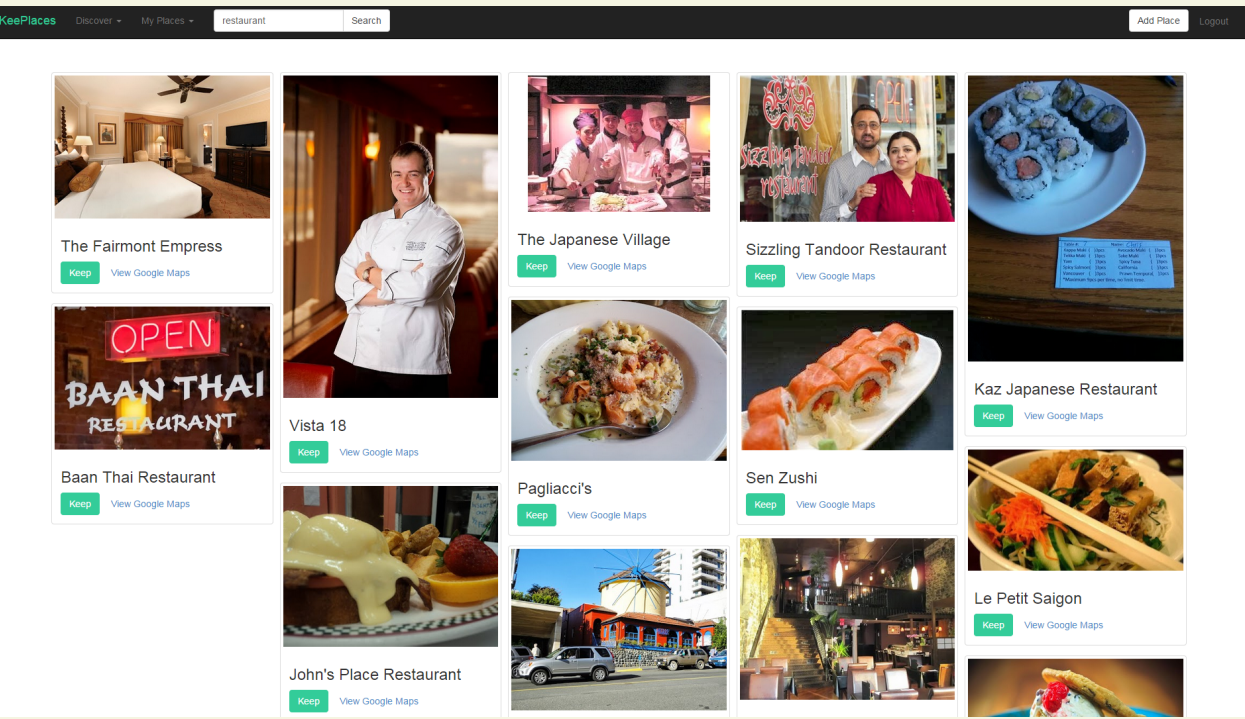 KeePlaces Discover My Places restaurant Search Add Place Logout
The Fairmont Empress
Keep View Google Maps
OPEN
BAAN THAI
RESTAURANT
Baan Thai Restaurant
Keep View Google Maps
Vista 18
Keep View Google Maps
John's Place Restaurant
Keep View Google Maps
The Japanese Village
Keep View Google Maps
Pagliacci's
Keep View Google Maps
OPEN
Sizzling Tandoor
restaurant
Sizzling Tandoor Restaurant
Keep View Google Maps
Sen Zushi
Keep View Google Maps
Kaz Japanese Restaurant
Keep View Google Maps
Le Petit Saigon
Keep View Google Maps